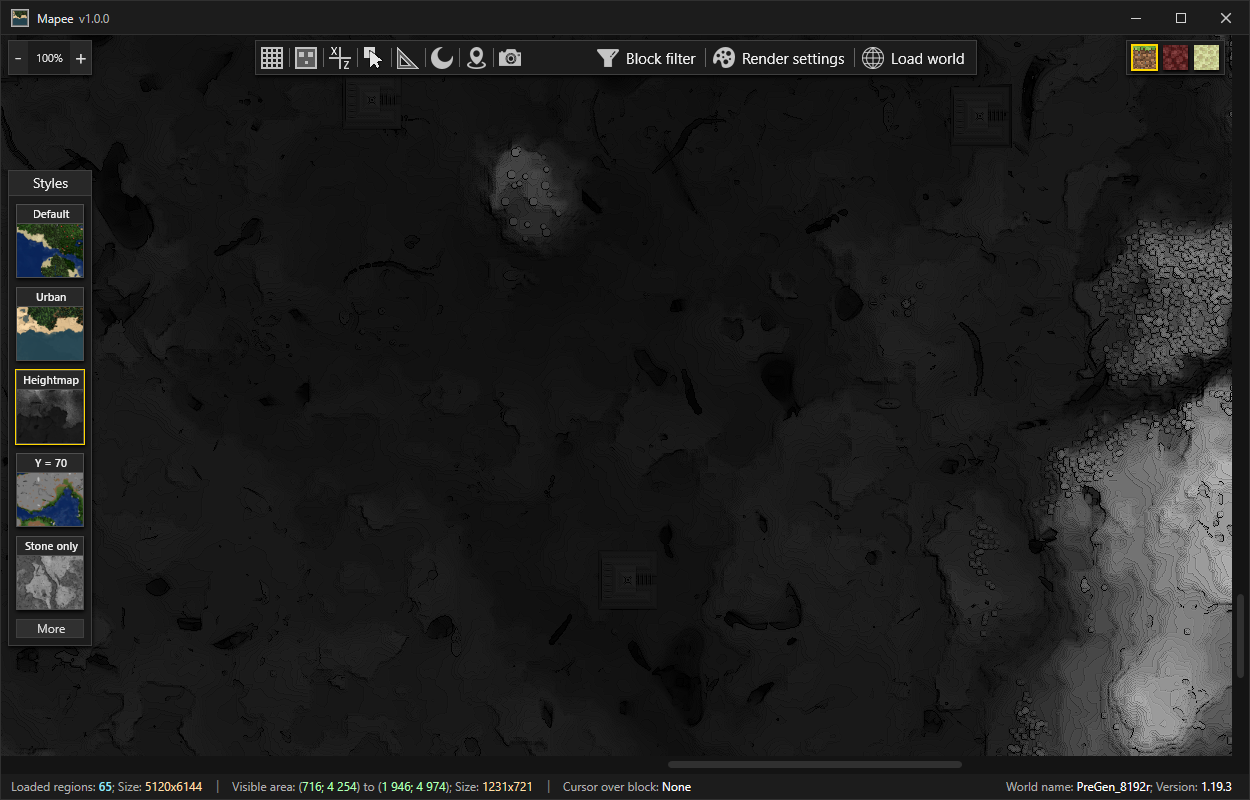 Mapee v1.0.0
- 100% +
X Z
Block filter
Render settings
Load world
Styles
Default
Urban
Heightmap
Y = 70
Stone only
More
Loaded regions: 65; Size: 5120x6144 | Visible area: (716; 4 254) to (1 946; 4 974); Size: 1231x721 | Cursor over block: None
World name: PreGen_8192r; Version: 1.19.3